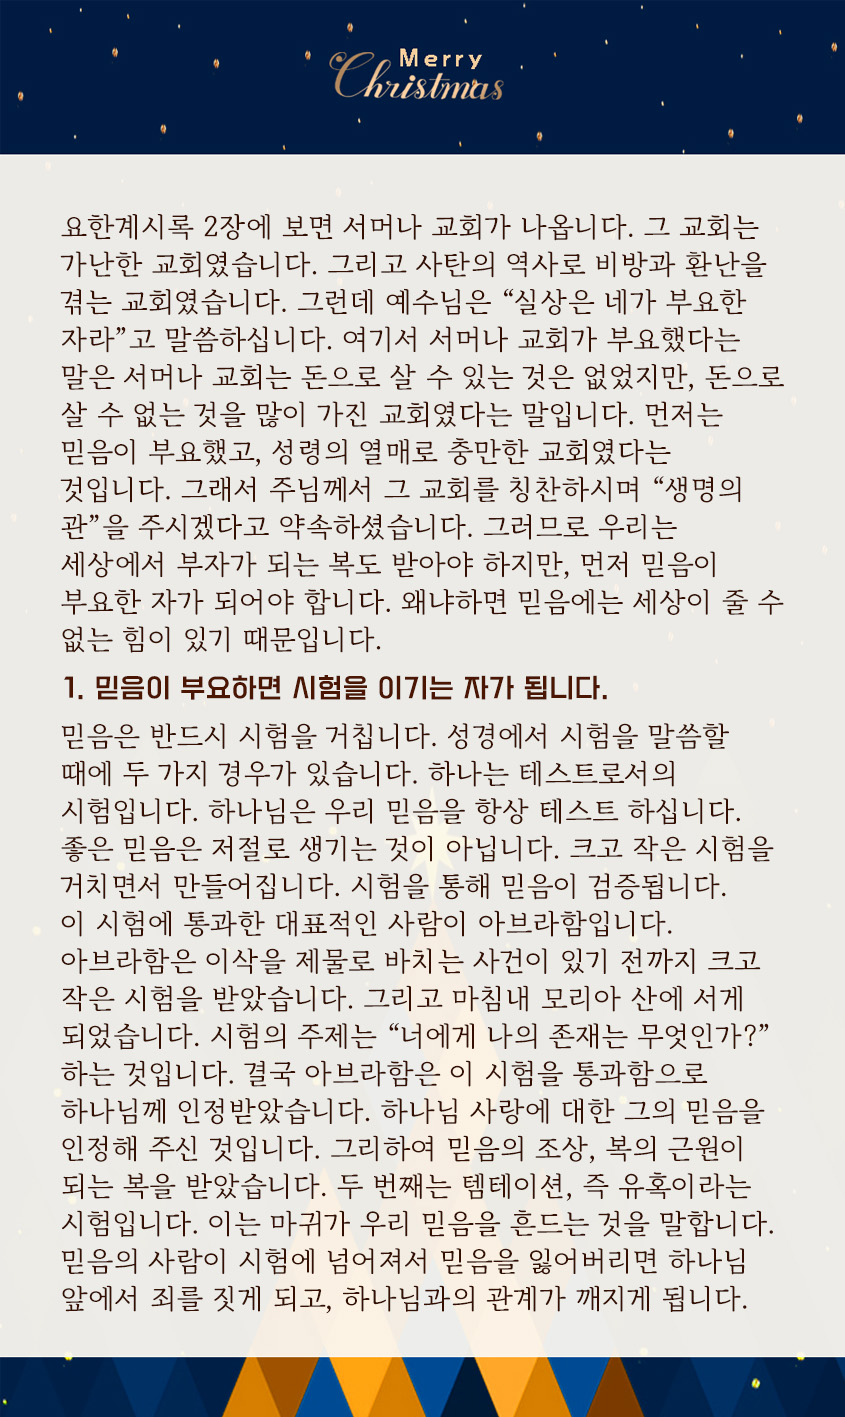 Merry
Christmas
요한계시록 2장에 보면 서머나 교회가 나옵니다. 그 교회는
가난한 교회였습니다. 그리고 사탄의 역사로 비방과 환난을
겪는 교회였습니다. 그런데 예수님은 “실상은 네가 부요한
자라”고 말씀하십니다. 여기서 서머나 교회가 부요했다는
말은 서머나 교회는 돈으로 살 수 있는 것은 없었지만, 돈으로
살 수 없는 것을 많이 가진 교회였다는 말입니다. 먼저는
믿음이 부요했고, 성령의 열매로 충만한 교회였다는
것입니다. 그래서 주님께서 그 교회를 칭찬하시며 “생명의
관”을 주시겠다고 약속하셨습니다. 그러므로 우리는
세상에서 부자가 되는 복도 받아야 하지만, 먼저 믿음이
부요한 자가 되어야 합니다. 왜냐하면 믿음에는 세상이 줄 수
없는 힘이 있기 때문입니다.
1. 믿음이 부요하면 시험을 이기는 자가 됩니다.
믿음은 반드시 시험을 거칩니다. 성경에서 시험을 말씀할
때에 두 가지 경우가 있습니다. 하나는 테스트로서의
시험입니다. 하나님은 우리 믿음을 항상 테스트 하십니다.
좋은 믿음은 저절로 생기는 것이 아닙니다. 크고 작은 시험을
거치면서 만들어집니다. 시험을 통해 믿음이 검증됩니다.
이 시험에 통과한 대표적인 사람이 아브라함입니다.
아브라함은 이삭을 제물로 바치는 사건이 있기 전까지 크고
작은 시험을 받았습니다. 그리고 마침내 모리아 산에 서게
되었습니다. 시험의 주제는 “너에게 나의 존재는 무엇인가?”
하는 것입니다. 결국 아브라함은 이 시험을 통과함으로
하나님께 인정받았습니다. 하나님 사랑에 대한 그의 믿음을
인정해 주신 것입니다. 그리하여 믿음의 조상, 복의 근원이
되는 복을 받았습니다. 두 번째는 템테이션, 즉 유혹이라는
시험입니다. 이는 마귀가 우리 믿음을 흔드는 것을 말합니다.
믿음의 사람이 시험에 넘어져서 믿음을 잃어버리면 하나님
앞에서 죄를 짓게 되고, 하나님과의 관계가 깨지게 됩니다.